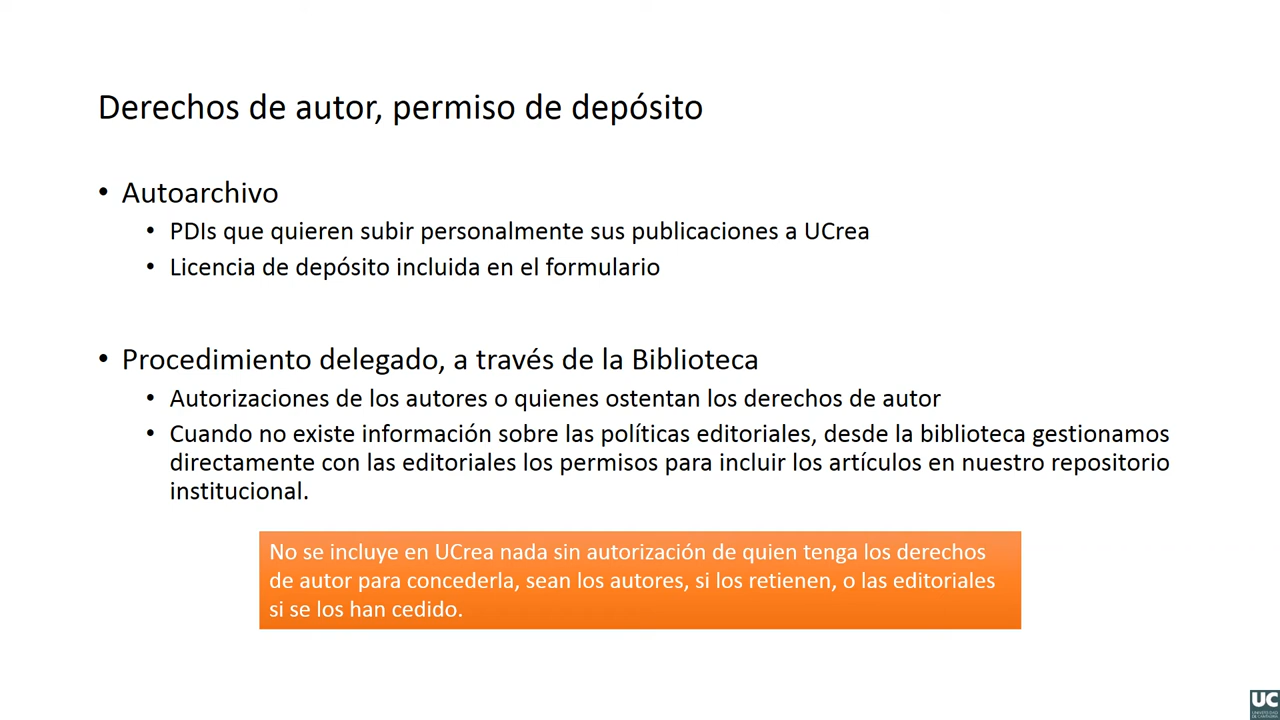 Derechos de autor, permiso de depósito
• Autoarchivo
• PDIs que quieren subir personalmente sus publicaciones a UCrea
• Licencia de depósito incluida en el formulario
• Procedimiento delegado, a través de la Biblioteca
• Autorizaciones de los autores o quienes ostentan los derechos de autor
• Cuando no existe información sobre las políticas editoriales, desde la biblioteca gestionamos
directamente con las editoriales los permisos para incluir los artículos en nuestro repositorio
institucional.
No se incluye en UCrea nada sin autorización de quien tenga los derechos
de autor para concederla, sean los autores, si los retienen, o las editoriales
si se los han cedido.
UC